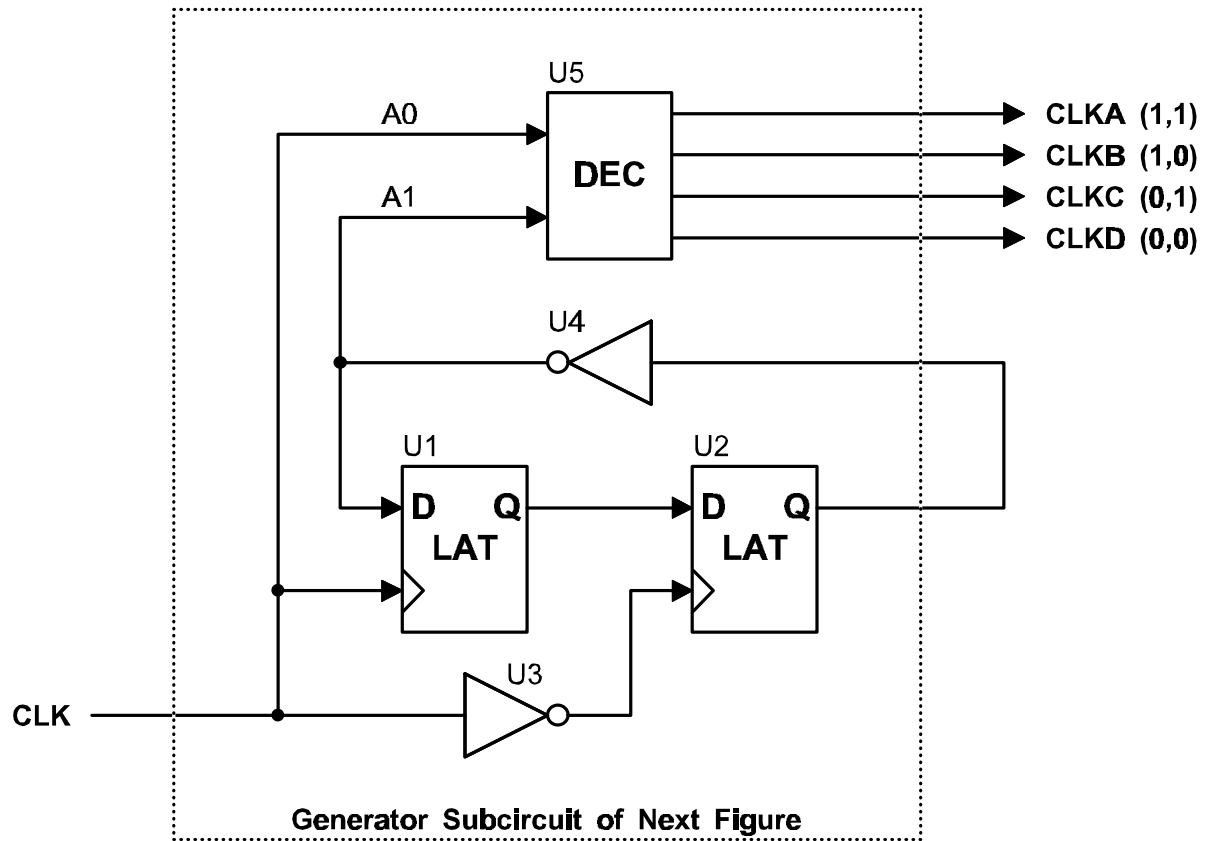 U5
A0
A1
DEC
CLKA (1,1)
CLKB (1,0)
CLKC (0,1)
CLKD (0,0)
U4
U1
D Q
LAT
U2
D Q
LAT
U3
CLK
Generator Subcircuit of Next Figure